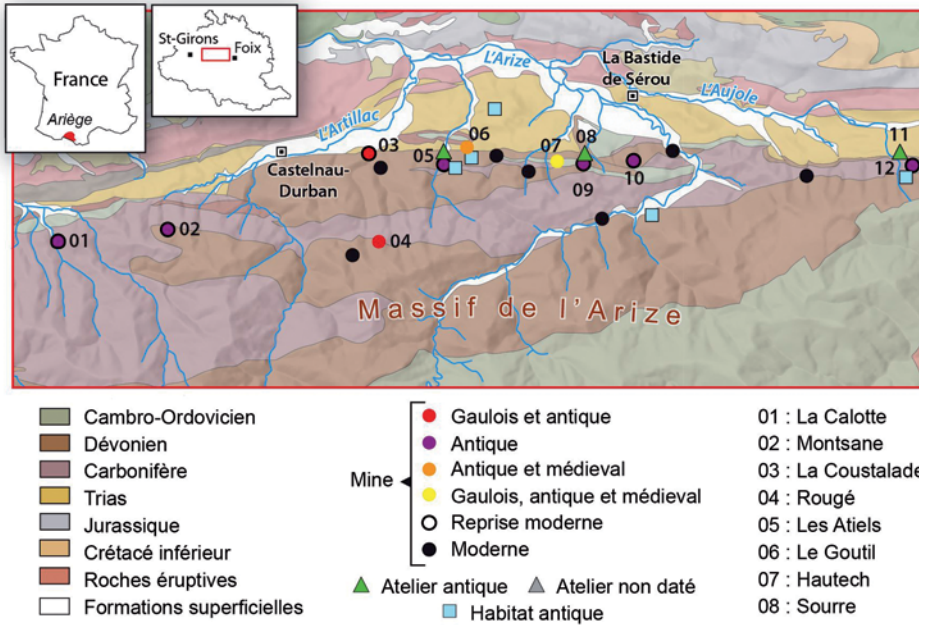 France
Ariège
St-Girons
Foix
L'Arize
La Bastide
de Sérou
L'Aujole
L'Artillac
Castelnau-
Durban
03
05
06
07
08
09
10
11
12
01
02
04
Massif de l'Arize
Cambro-Ordovicien
Dévonien
Carbonifère
Trias
Jurassique
Crétacé inférieur
Roches éruptives
Formations superficielles
Mine
Gaulois et antique
Antique
Antique et médieval
Gaulois, antique et médieval
Reprise moderne
Moderne
Atelier antique
Atelier non daté
Habitat antique
01 : La Calotte
02 : Montsane
03 : La Coustalade
04 : Rougé
05 : Les Atiels
06 : Le Goutil
07 : Hautech
08 : Sourre